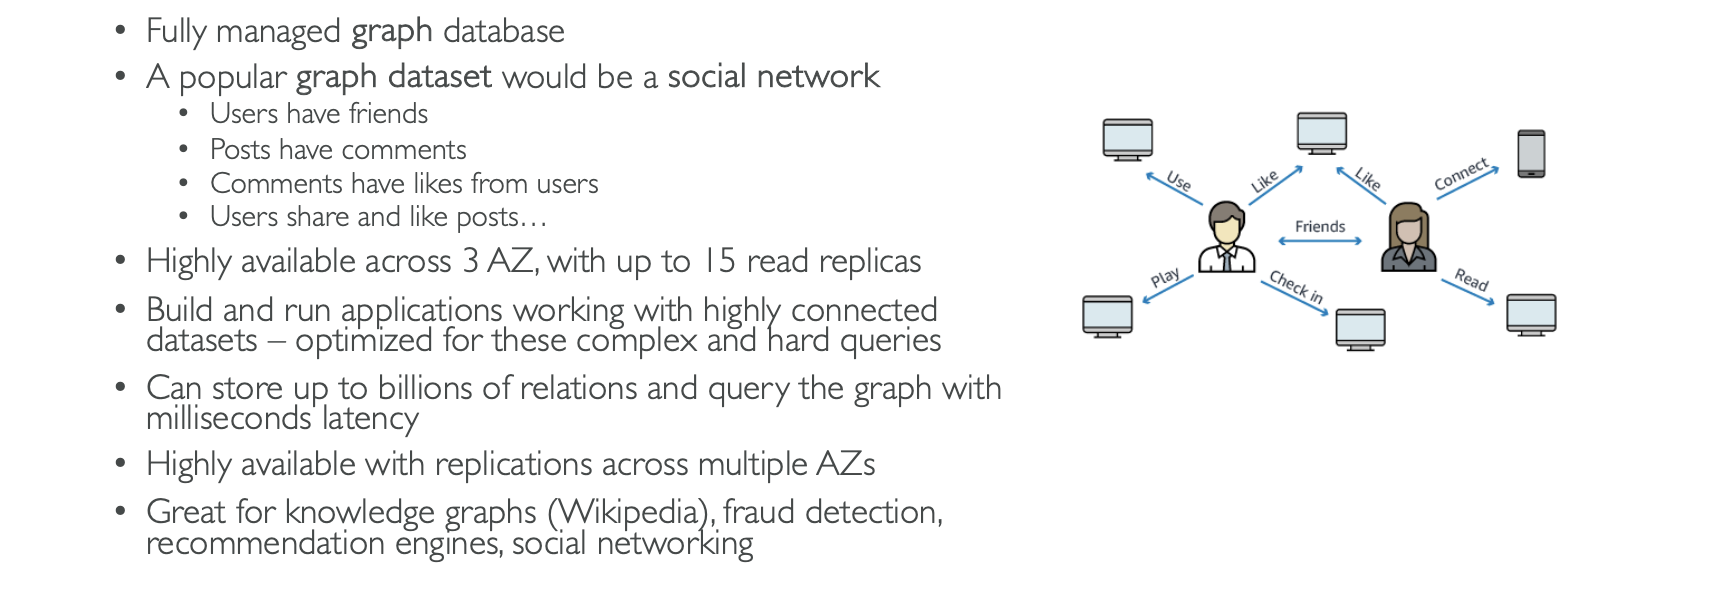 • Fully managed graph database
• A popular graph dataset would be a social network
• Users have friends
• Posts have comments
• Comments have likes from users
• Users share and like posts…
• Highly available across 3 AZ, with up to 15 read replicas
• Build and run applications working with highly connected
datasets – optimized for these complex and hard queries
• Can store up to billions of relations and query the graph with
milliseconds latency
• Highly available with replications across multiple AZs
• Great for knowledge graphs (Wikipedia), fraud detection,
recommendation engines, social networking
Use
Like
Like
Connect
Friends
Play
Check in
Read